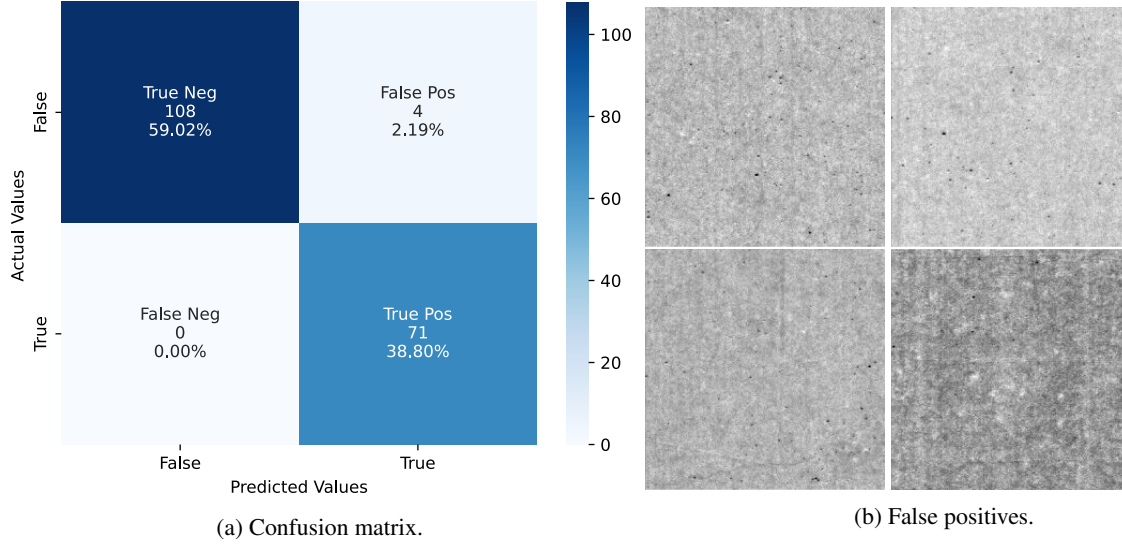 True Neg
108
59.02%
False Pos
4
2.19%
False Neg
0
0.00%
True Pos
71
38.80%
False
True
Actual Values
False
True
Predicted Values
100
80
60
40
20
0
(a) Confusion matrix.
(b) False positives.